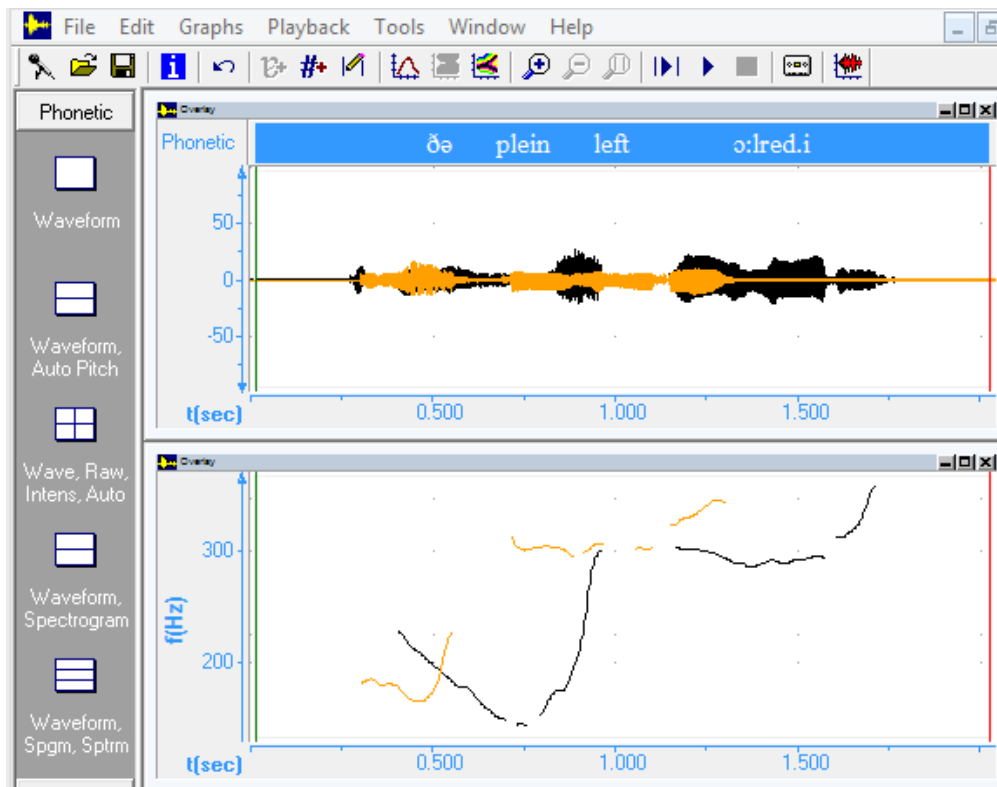 File Edit Graphs Playback Tools Window Help
Phonetic
Waveform
Waveform,
Auto Pitch
Wave, Raw,
Intens, Auto
Waveform,
Spectrogram
Waveform,
Spgm, Sptrm
Overlay
Phonetic ðə plein left ɔ:lred.i
50
0
-50
t(sec) 0.500 1.000 1.500
Overlay
300
f(Hz)
200
t(sec) 0.500 1.000 1.500